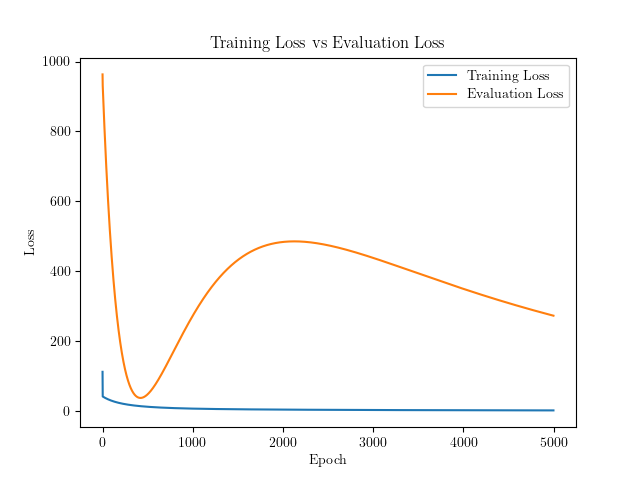 Training Loss vs Evaluation Loss
1000
800
600
400
200
0
Loss
Training Loss
Evaluation Loss
0 1000 2000 3000 4000 5000
Epoch